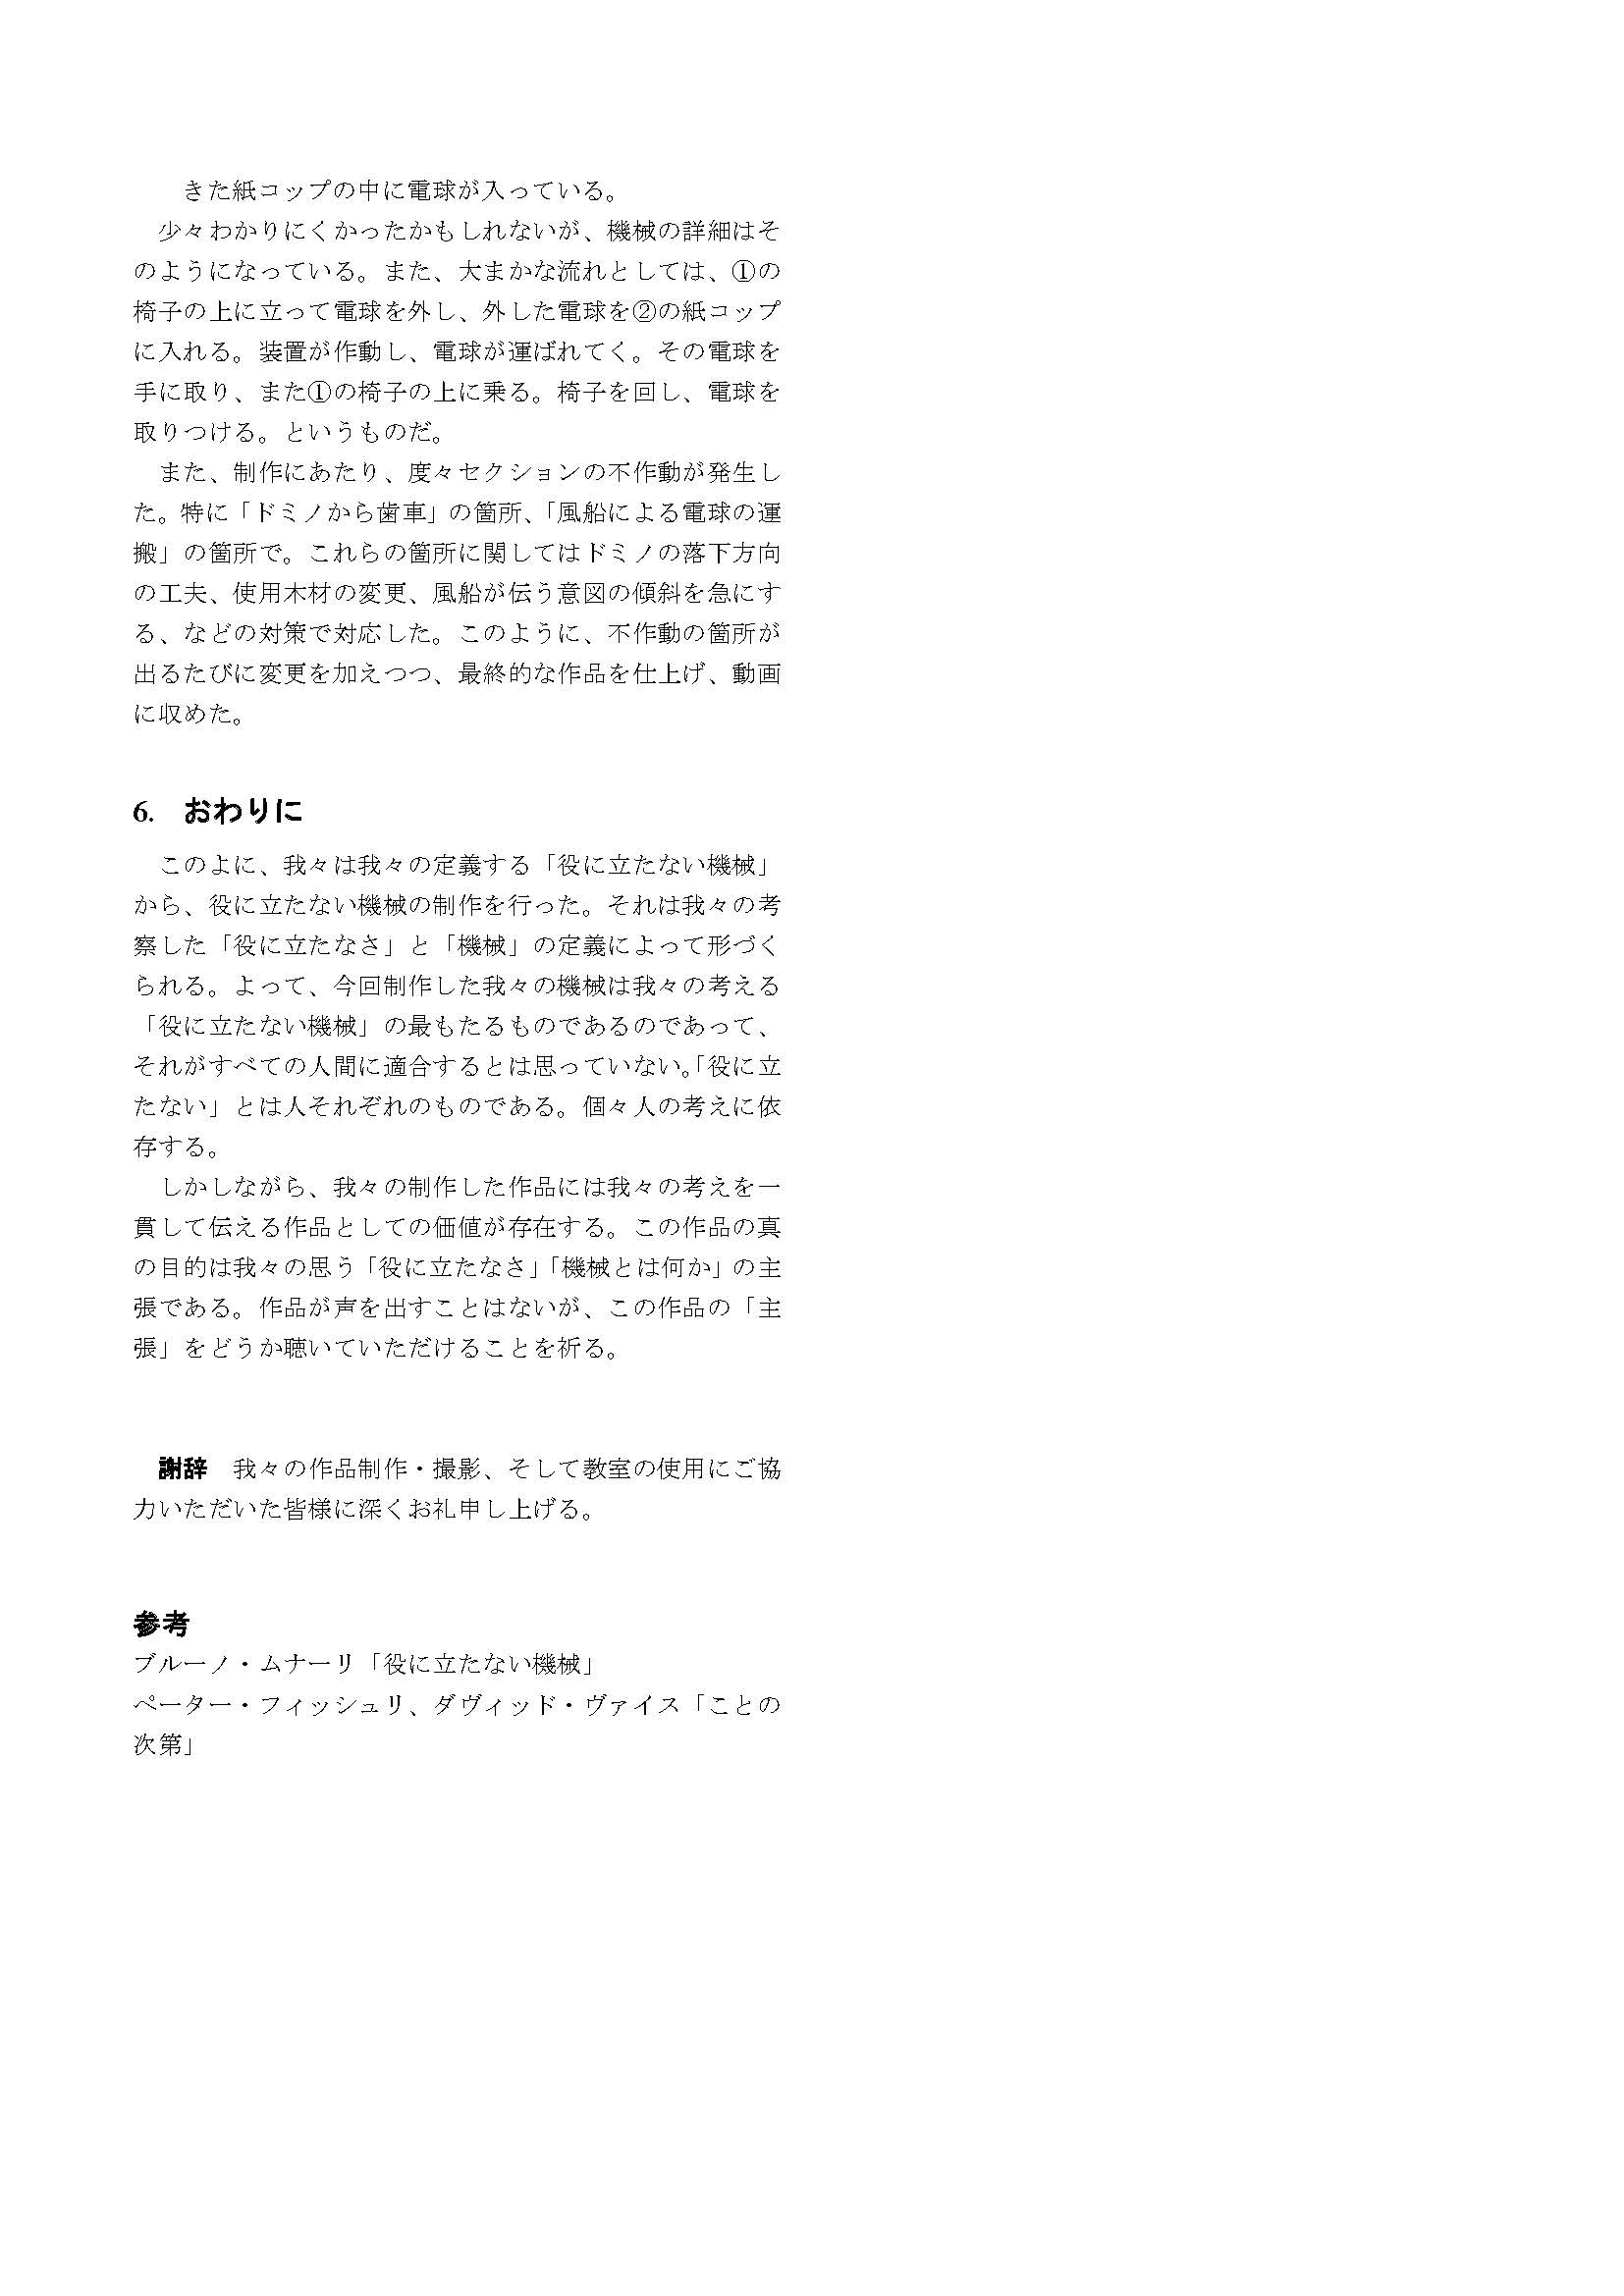 きた紙コップの中に電球が入っている。
少々わかりにくかったかもしれないが、機械の詳細はそ
のようになっている。また、大まかな流れとしては、①の
椅子の上に立って電球を外し、外した電球を②の紙コップ
に入れる。装置が作動し、電球が運ばれてく。その電球を
手に取り、また①の椅子の上に乗る。椅子を回し、電球を
取りつける。というものだ。
また、制作にあたり、度々セクションの不作動が発生し
た。特に「ドミノから歯車」の箇所、「風船による電球の運
搬」の箇所で。これらの箇所に関してはドミノの落下方向
の工夫、使用木材の変更、風船が伝う意図の傾斜を急にす
る、などの対策で対応した。このように、不作動の箇所が
出るたびに変更を加えつつ、最終的な作品を仕上げ、動画
に収めた。
6. おわりに
このよに、我々は我々の定義する「役に立たない機械」
から、役に立たない機械の制作を行った。それは我々の考
察した「役に立たなさ」と「機械」の定義によって形づく
られる。よって、今回制作した我々の機械は我々の考える
「役に立たない機械」の最もたるものであるのであって、
それがすべての人間に適合するとは思っていない。「役に立
たない」とは人それぞれのものである。個々人の考えに依
存する。
しかしながら、我々の制作した作品には我々の考えを一
貫して伝える作品としての価値が存在する。この作品の真
の目的は我々の思う「役に立たなさ」「機械とは何か」の主
張である。作品が声を出すことはないが、この作品の「主
張」をどうか聴いていただけることを祈る。
謝辞 我々の作品制作・撮影、そして教室の使用にご協
力いただいた皆様に深くお礼申し上げる。
参考
ブルーノ・ムナーリ「役に立たない機械」
ペーター・フィッシュリ、ダヴィッド・ヴァイス「ことの
次第」